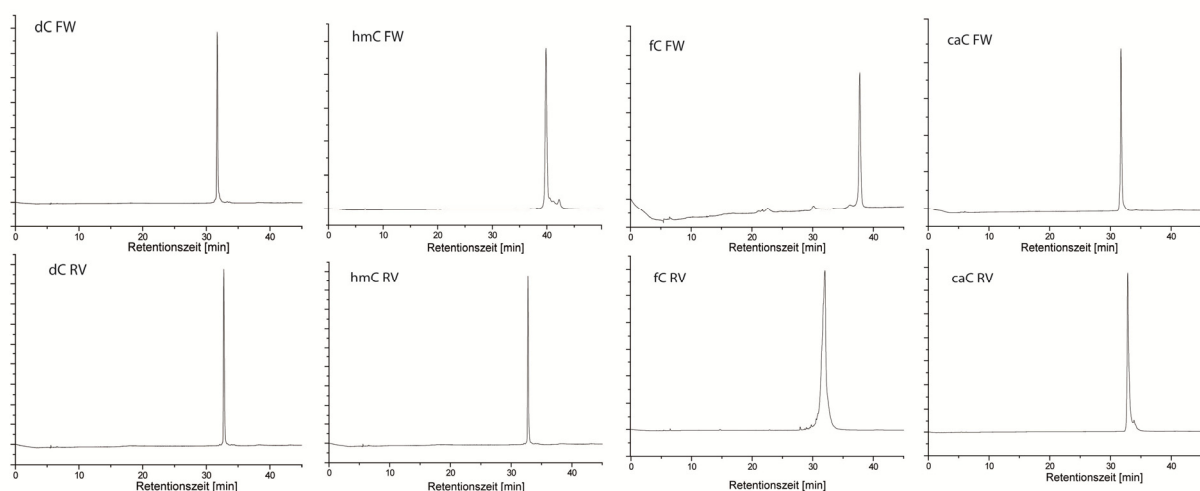 dC FW
0 10 20 30 40
Retentionszeit [min]
hmC FW
0 10 20 30 40 50
Retentionszeit [min]
fC FW
0 10 20 30 40
Retentionszeit [min]
caC FW
0 10 20 30 40
Retentionszeit [min]
dC RV
0 10 20 30 40
Retentionszeit [min]
hmC RV
0 10 20 30 40
Retentionszeit [min]
fC RV
0 10 20 30 40
Retentionszeit [min]
caC RV
0 10 20 30 40
Retentionszeit [min]